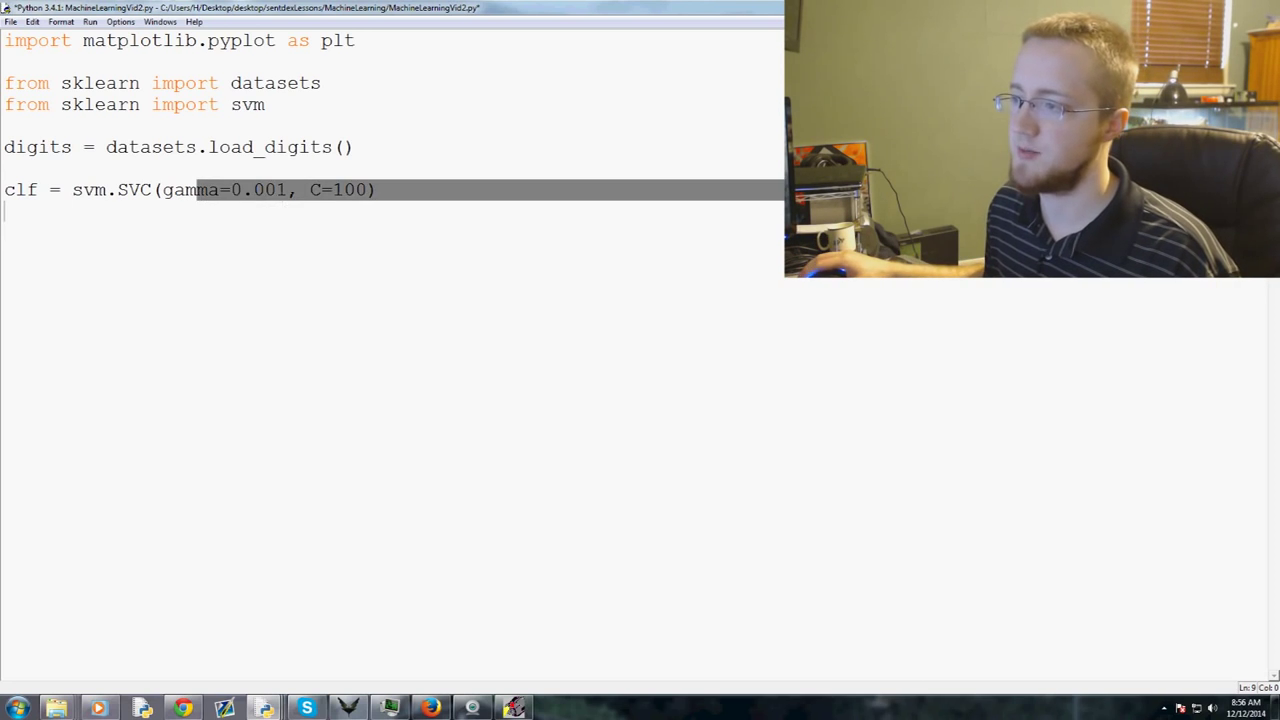 *Python 3.4.1: MachineLearningVid2.py - C:/Users/H/Desktop/desktop/sentdexLessons/MachineLearning/MachineLearningVid2.py*
File Edit Format Run Options Windows Help
import matplotlib.pyplot as plt
from sklearn import datasets
from sklearn import svm
digits = datasets.load_digits()
clf = svm.SVC(gamma=0.001, C=100)
Ln: 9 Col: 0
8:56 AM
12/12/2014